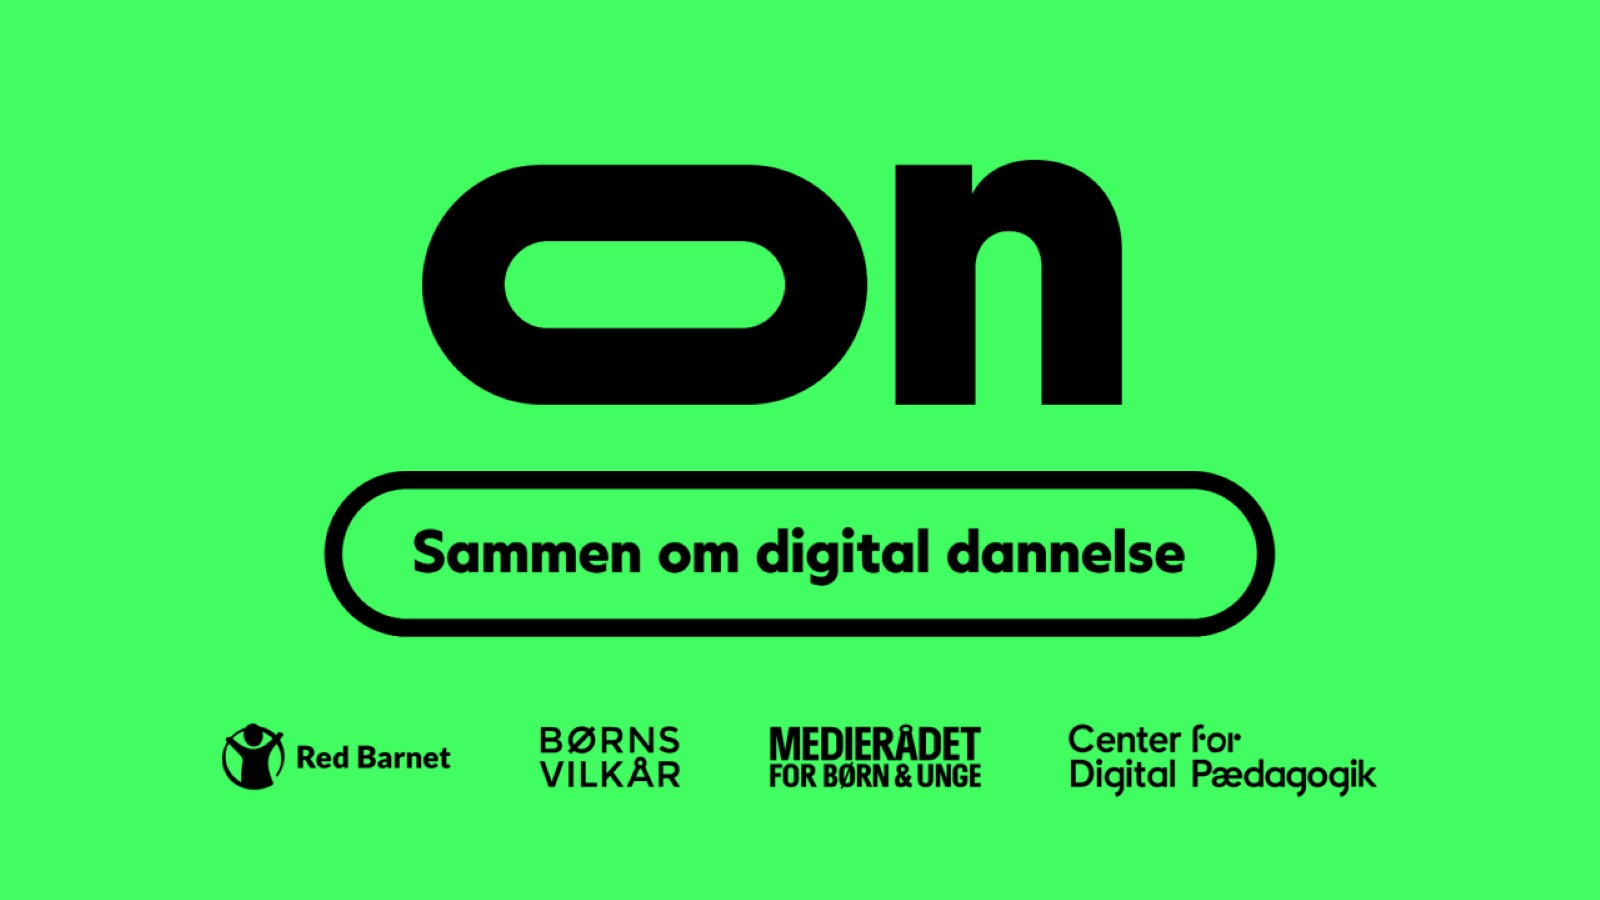 on
Sammen om digital dannelse
Red Barnet
BØRNS
VILKÅR
MEDIERÅDET
FOR BØRN & UNGE
Center for
Digital Pædagogik